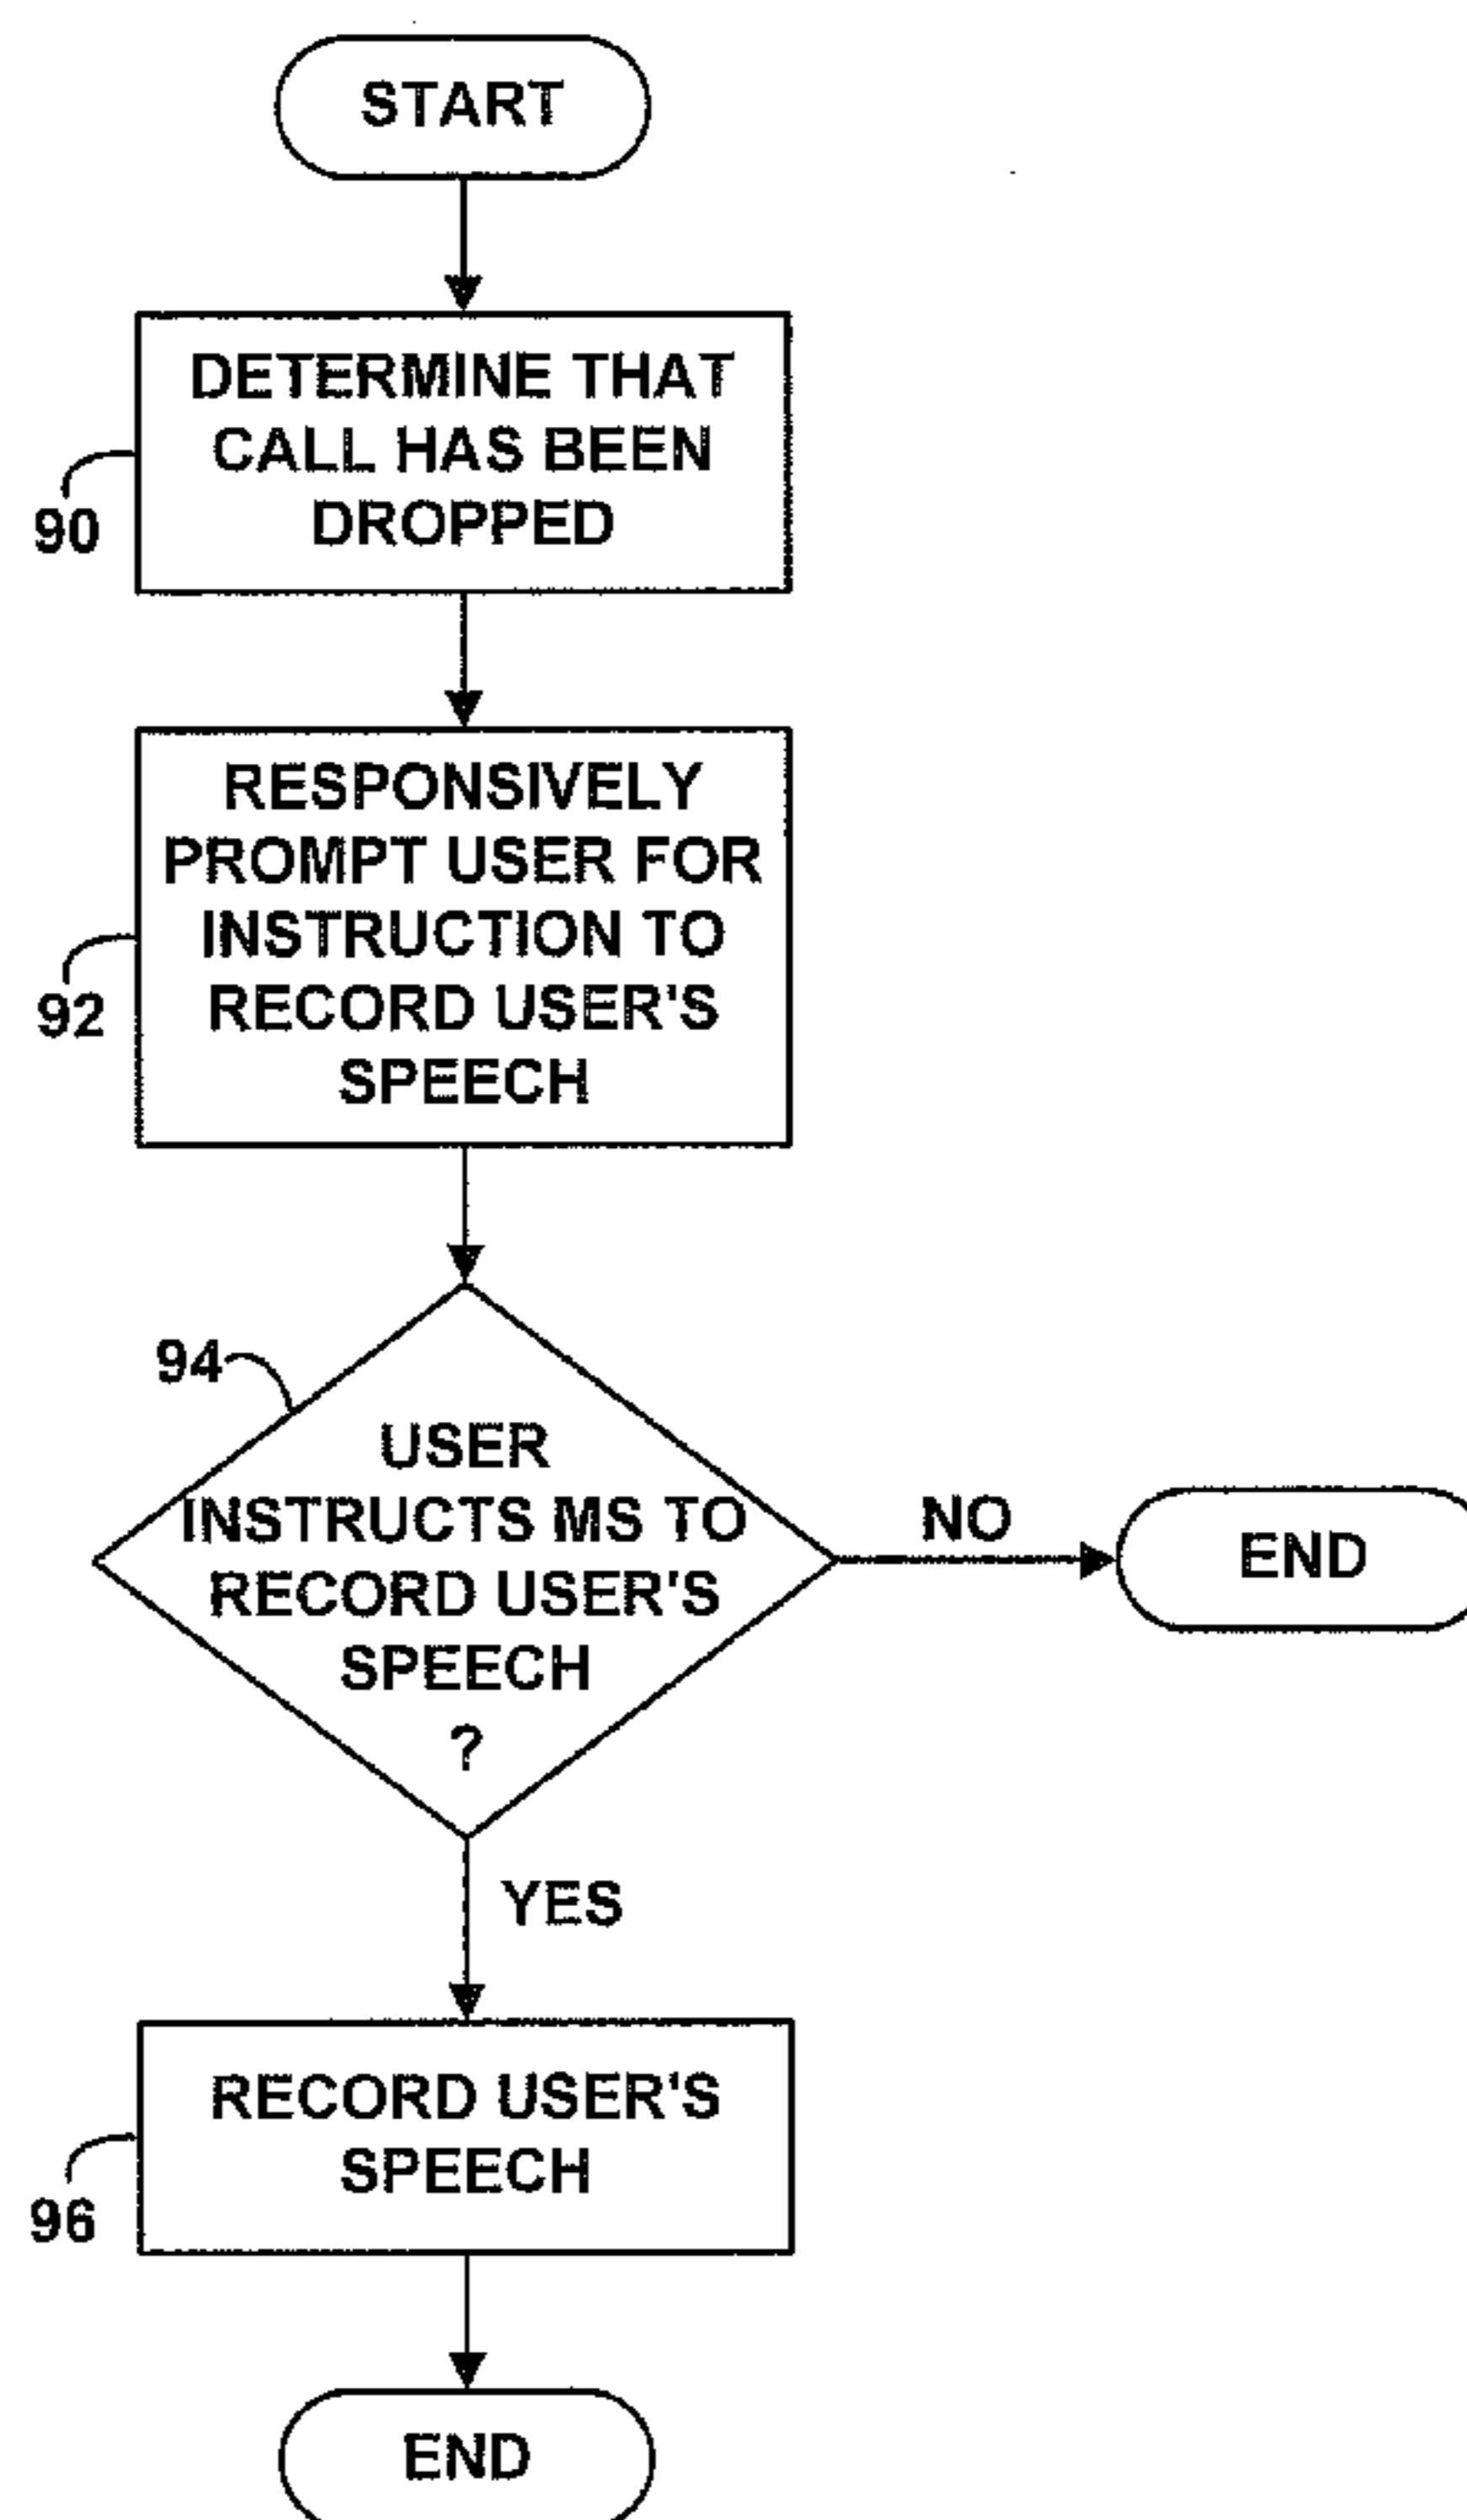 START
DETERMINE THAT
CALL HAS BEEN
DROPPED
90
RESPONSIVELY
PROMPT USER FOR
INSTRUCTION TO
RECORD USER'S
SPEECH
92
94
USER
INSTRUCTS MS TO
RECORD USER'S
SPEECH
?
NO
END
YES
RECORD USER'S
SPEECH
96
END